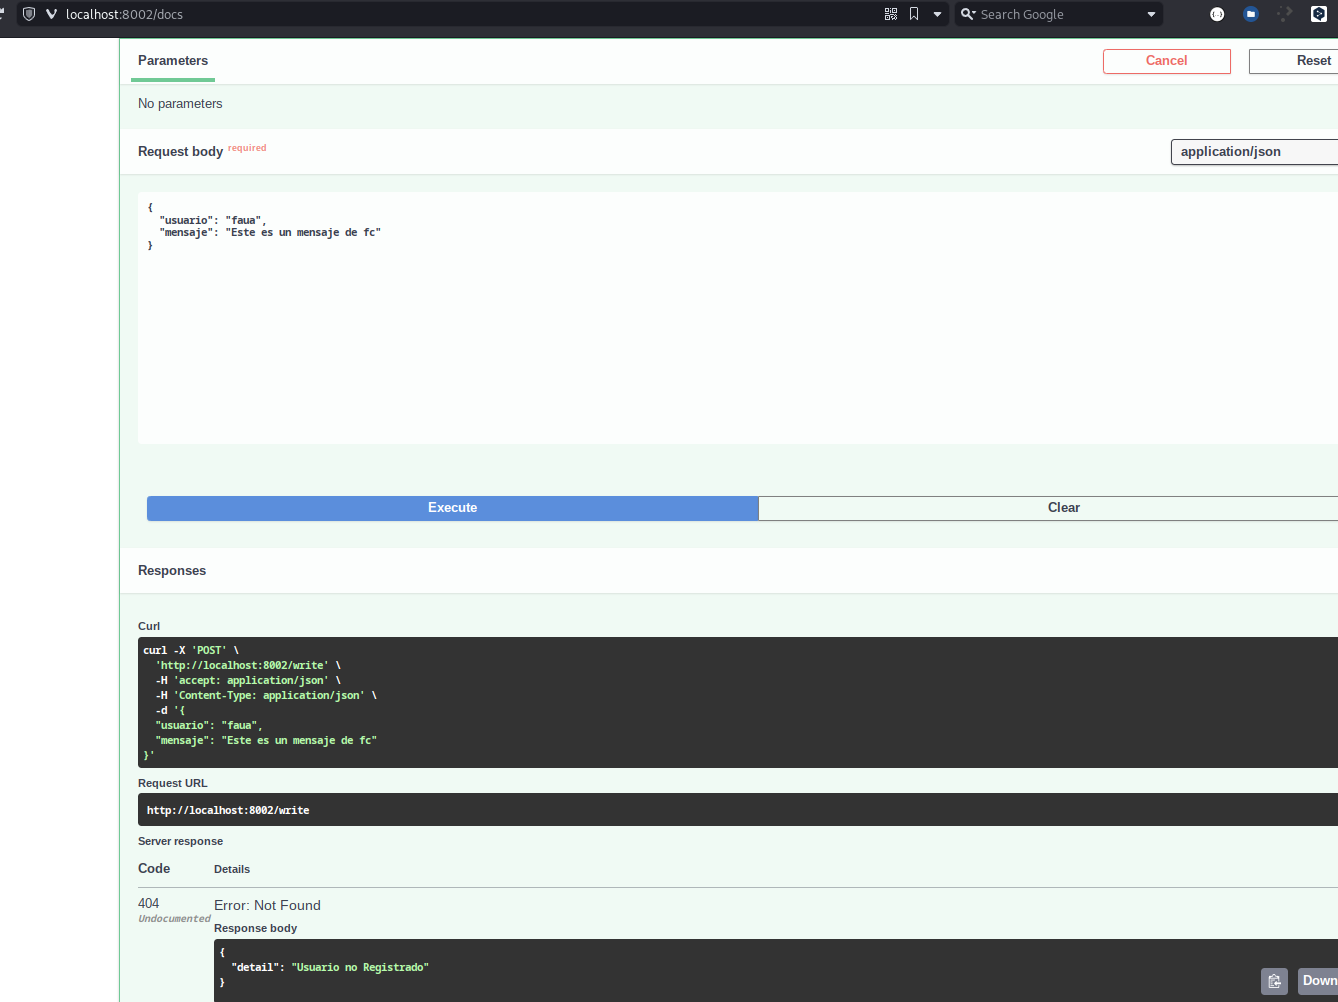 localhost:8002/docs
Search Google
Parameters
Cancel
Reset
No parameters
Request body required
application/json
{
"usuario": "faua",
"mensaje": "Este es un mensaje de fc"
}
Execute
Clear
Responses
Curl
curl -X 'POST' \
'http://localhost:8002/write' \
-H 'accept: application/json' \
-H 'Content-Type: application/json' \
-d '{
"usuario": "faua",
"mensaje": "Este es un mensaje de fc"
}'
Request URL
http://localhost:8002/write
Server response
Code
Details
404
Undocumented
Error: Not Found
Response body
{
"detail": "Usuario no Registrado"
}
Down